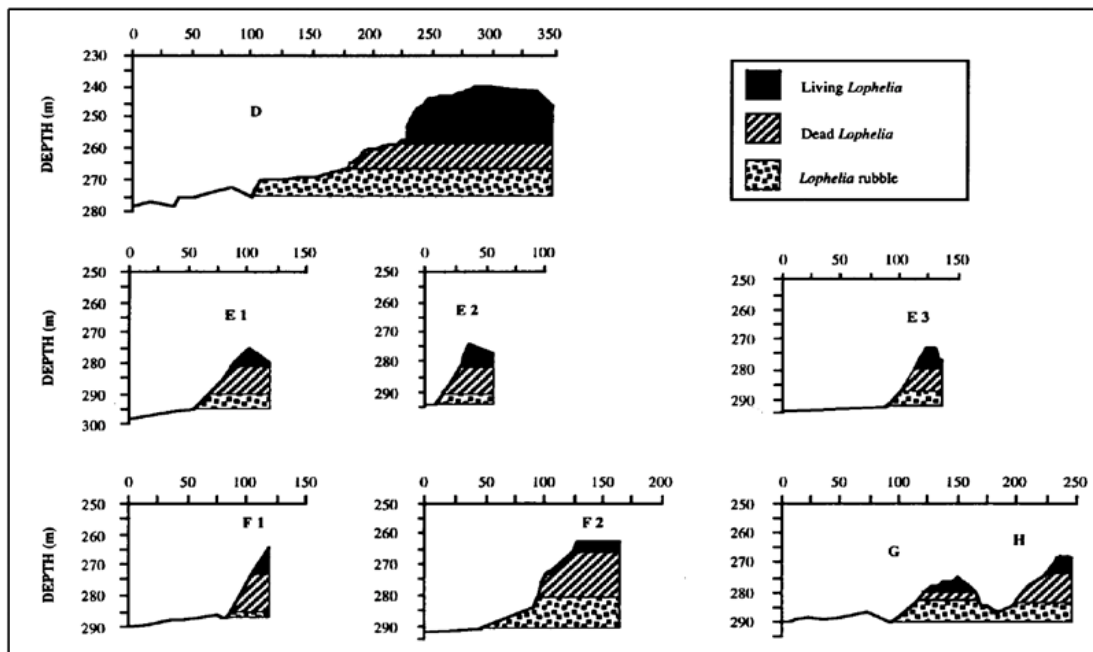 0 50 100 150 200 250 300 350
230
240
250
260
270
280
DEPTH (m)
D
Living Lophelia
Dead Lophelia
Lophelia rubble
0 50 100 150
250
260
270
280
290
300
DEPTH (m)
E 1
0 50 100
250
260
270
280
290
E 2
0 50 100 150
250
260
270
280
290
E 3
0 50 100 150
250
260
270
280
290
DEPTH (m)
F 1
0 50 100 150 200
250
260
270
280
290
F 2
0 50 100 150 200 250
250
260
270
280
290
G
H